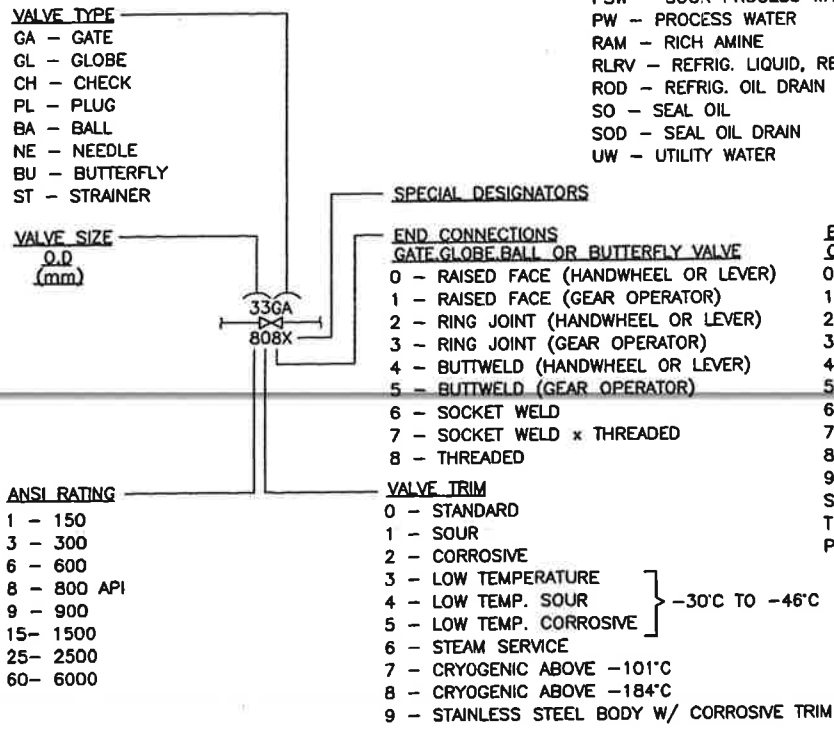 VALVE TYPE
GA – GATE
GL – GLOBE
CH – CHECK
PL – PLUG
BA – BALL
NE – NEEDLE
BU – BUTTERFLY
ST – STRAINER
PW – PROCESS WATER
RAM – RICH AMINE
RLRV – REFRIG. LIQUID,
ROD – REFRIG. OIL DRAIN
SO – SEAL OIL
SOD – SEAL OIL DRAIN
UW – UTILITY WATER
VALVE SIZE
O.D
(mm)
33GA
808X
SPECIAL DESIGNATORS
END CONNECTIONS
GATE,GLOBE,BALL OR BUTTERFLY VALVE
0 – RAISED FACE (HANDWHEEL OR LEVER)
1 – RAISED FACE (GEAR OPERATOR)
2 – RING JOINT (HANDWHEEL OR LEVER)
3 – RING JOINT (GEAR OPERATOR)
4 – BUTTWELD (HANDWHEEL OR LEVER)
5 – BUTTWELD (GEAR OPERATOR)
6 – SOCKET WELD
7 – SOCKET WELD x THREADED
8 – THREADED
0
1
2
3
4
5
6
7
8
9
S
T
P
ANSI RATING
1 – 150
3 – 300
6 – 600
8 – 800 API
9 – 900
15– 1500
25– 2500
60– 6000
VALVE TRIM
0 – STANDARD
1 – SOUR
2 – CORROSIVE
3 – LOW TEMPERATURE
4 – LOW TEMP. SOUR
5 – LOW TEMP. CORROSIVE
–30°C TO –46°C
6 – STEAM SERVICE
7 – CRYOGENIC ABOVE –101°C
8 – CRYOGENIC ABOVE –184°C
9 – STAINLESS STEEL BODY W/ CORROSIVE TRIM